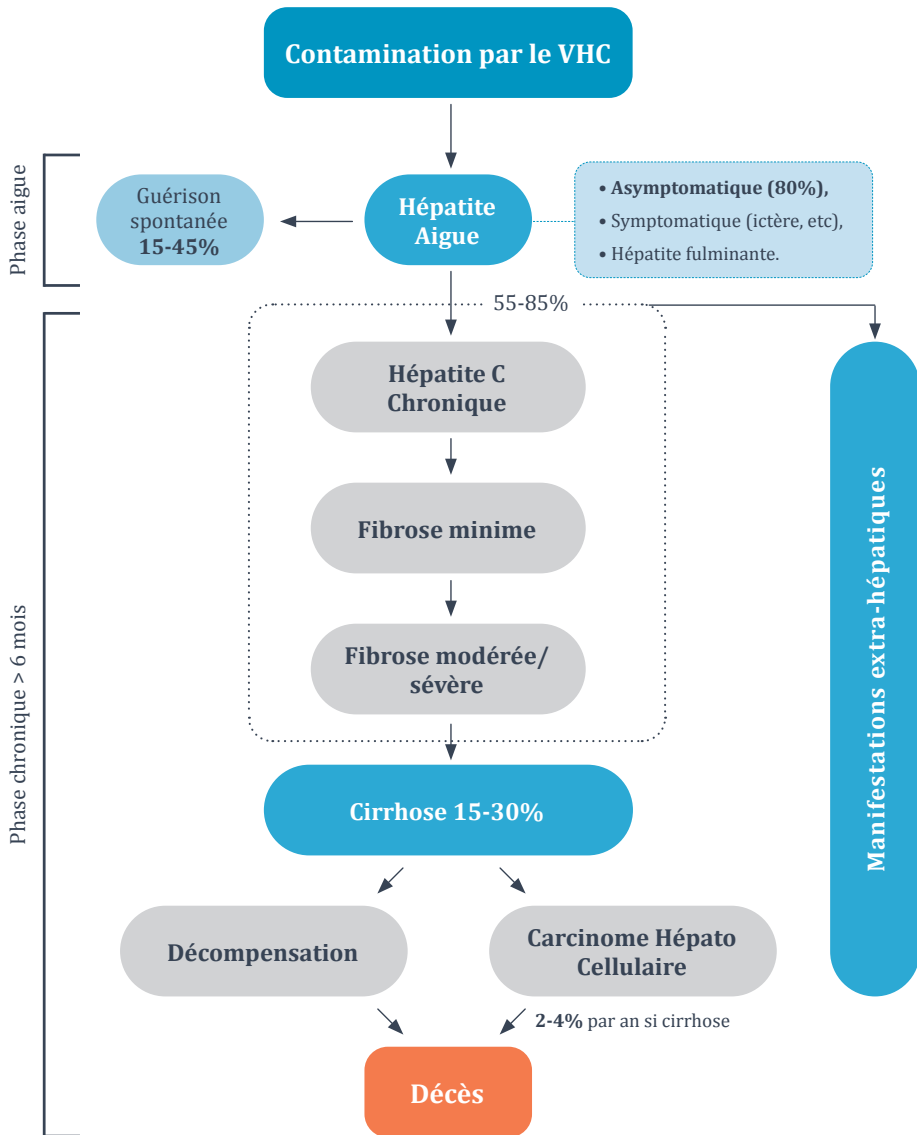 Contamination par le VHC
Phase aigue
Guérison
spontanée
15-45%
Hépatite
Aigue
• Asymptomatique (80%),
• Symptomatique (ictère, etc),
• Hépatite fulminante.
Phase chronique > 6 mois
55-85%
Hépatite C
Chronique
Fibrose minime
Fibrose modérée/
sévère
Manifestations extra-hépatiques
Cirrhose 15-30%
Décompensation
Carcinome Hépato
Cellulaire
2-4% par an si cirrhose
Décès